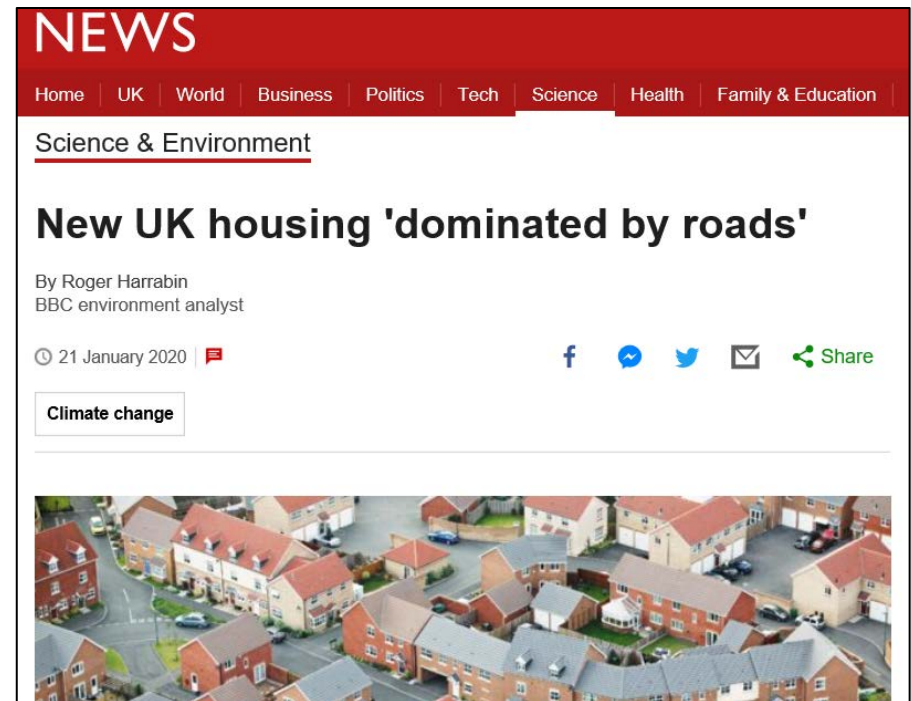 NEWS
Home UK World Business Politics Tech Science Health Family & Education
Science & Environment
New UK housing 'dominated by roads'
By Roger Harrabin
BBC environment analyst
21 January 2020
Share
Climate change